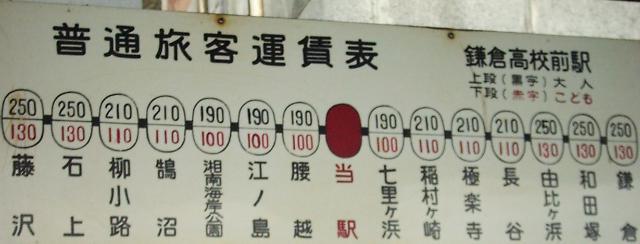 普通旅客運賃表
鎌倉高校前駅
上段(黒字)大人
下段(赤字)こども
250 250 210 210 190 190 190 190 210 210 210 250 250 250
130 130 110 110 100 100 100 100 110 110 110 130 130 130
藤沢 石上 柳小路 鵠沼 湘南海岸公園 江ノ島 腰越 当駅 七里ヶ浜 稲村ヶ崎 極楽寺 長谷 由比ヶ浜 和田塚 鎌倉